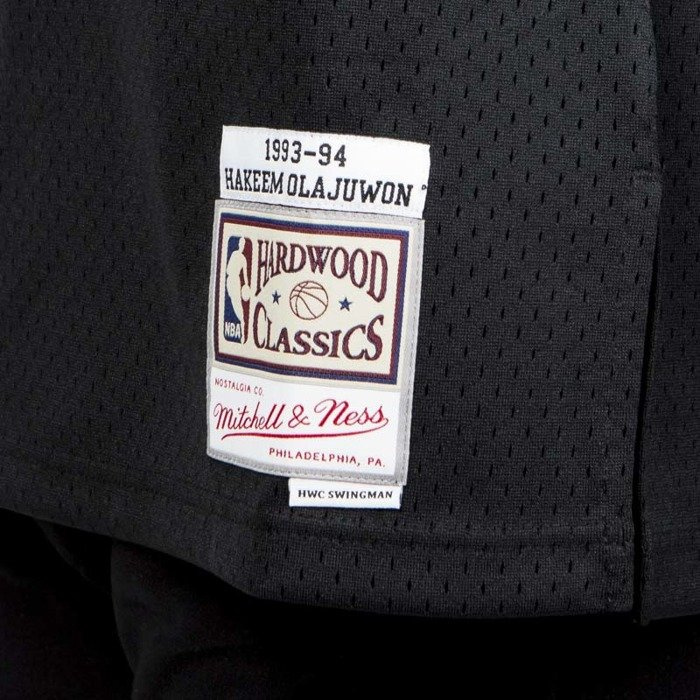 1993-94
HAKEEM OLAJUWON
HARDWOOD
NBA
CLASSICS
NOSTALGIA CO.
Mitchell & Ness
PHILADELPHIA, PA.
HWC SWINGMAN